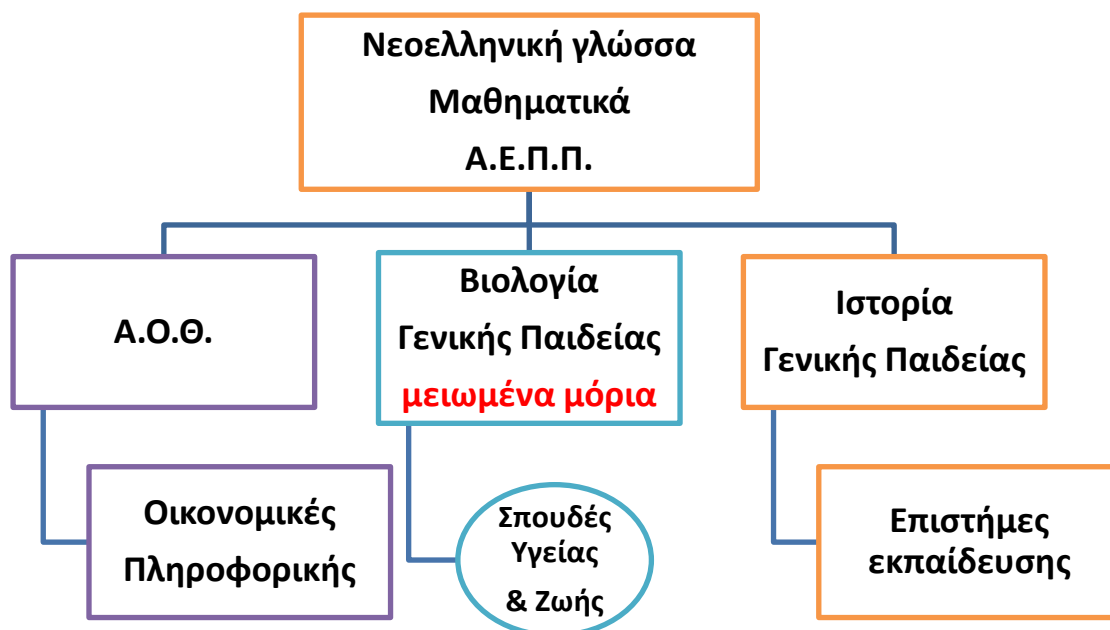 Νεοελληνική γλώσσα
Μαθηματικά
Α.Ε.Π.Π.
Α.Ο.Θ.
Βιολογία
Γενικής Παιδείας
μειωμένα μόρια
Ιστορία
Γενικής Παιδείας
Οικονομικές
Πληροφορικής
Σπουδές
Υγείας
& Ζωής
Επιστήμες
εκπαίδευσης